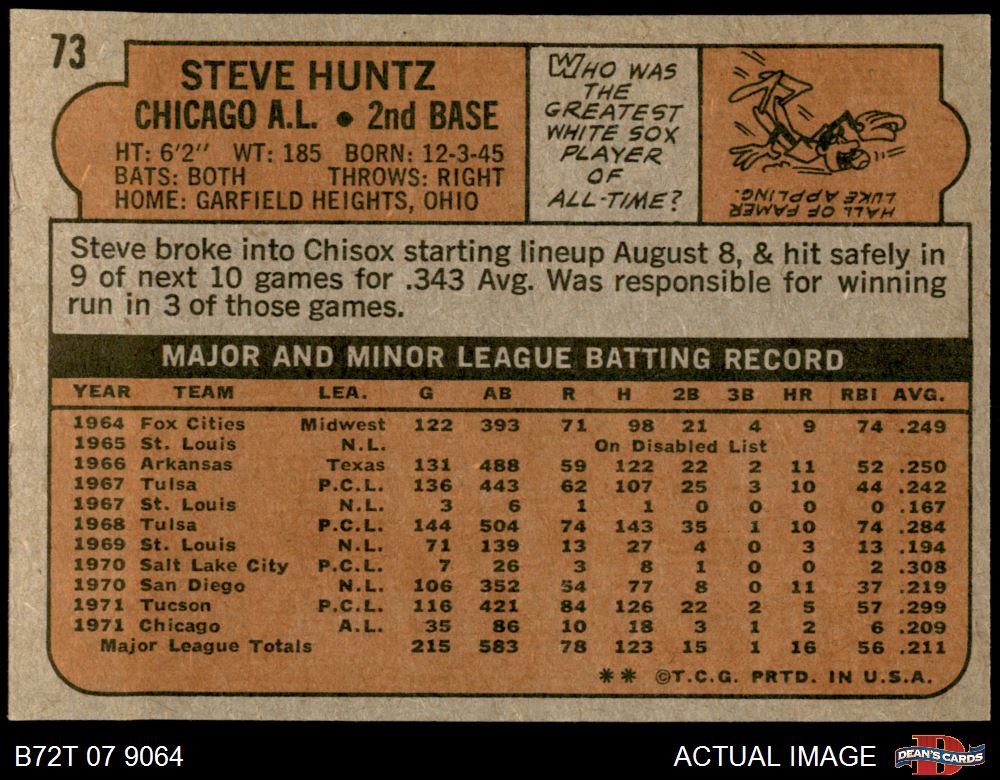 73
STEVE HUNTZ
CHICAGO A.L. • 2nd BASE
HT: 6'2" WT: 185 BORN: 12-3-45
BATS: BOTH THROWS: RIGHT
HOME: GARFIELD HEIGHTS, OHIO
WHO WAS
THE
GREATEST
WHITE SOX
PLAYER
OF
ALL-TIME?
HALL OF FAMER
LUKE APPLING.
Steve broke into Chisox starting lineup August 8, & hit safely in
9 of next 10 games for .343 Avg. Was responsible for winning
run in 3 of those games.
MAJOR AND MINOR LEAGUE BATTING RECORD
YEAR TEAM LEA. G AB R H 2B 3B HR RBI AVG.
1964 Fox Cities Midwest 122 393 71 98 21 4 9 74 .249
1965 St. Louis N.L. On Disabled List
1966 Arkansas Texas 131 488 59 122 22 2 11 52 .250
1967 Tulsa P.C.L. 136 443 62 107 25 3 10 44 .242
1967 St. Louis N.L. 3 6 1 1 0 0 0 0 .167
1968 Tulsa P.C.L. 144 504 74 143 35 1 10 74 .284
1969 St. Louis N.L. 71 139 13 27 4 0 3 13 .194
1970 Salt Lake City P.C.L. 7 26 3 8 1 0 0 2 .308
1970 San Diego N.L. 106 352 54 77 8 0 11 37 .219
1971 Tucson P.C.L. 116 421 84 126 22 2 5 57 .299
1971 Chicago A.L. 35 86 10 18 3 1 2 6 .209
Major League Totals 215 583 78 123 15 1 16 56 .211
** ©T.C.G. PRTD. IN U.S.A.
B72T 07 9064
ACTUAL IMAGE
D
DEAN'S CARDS